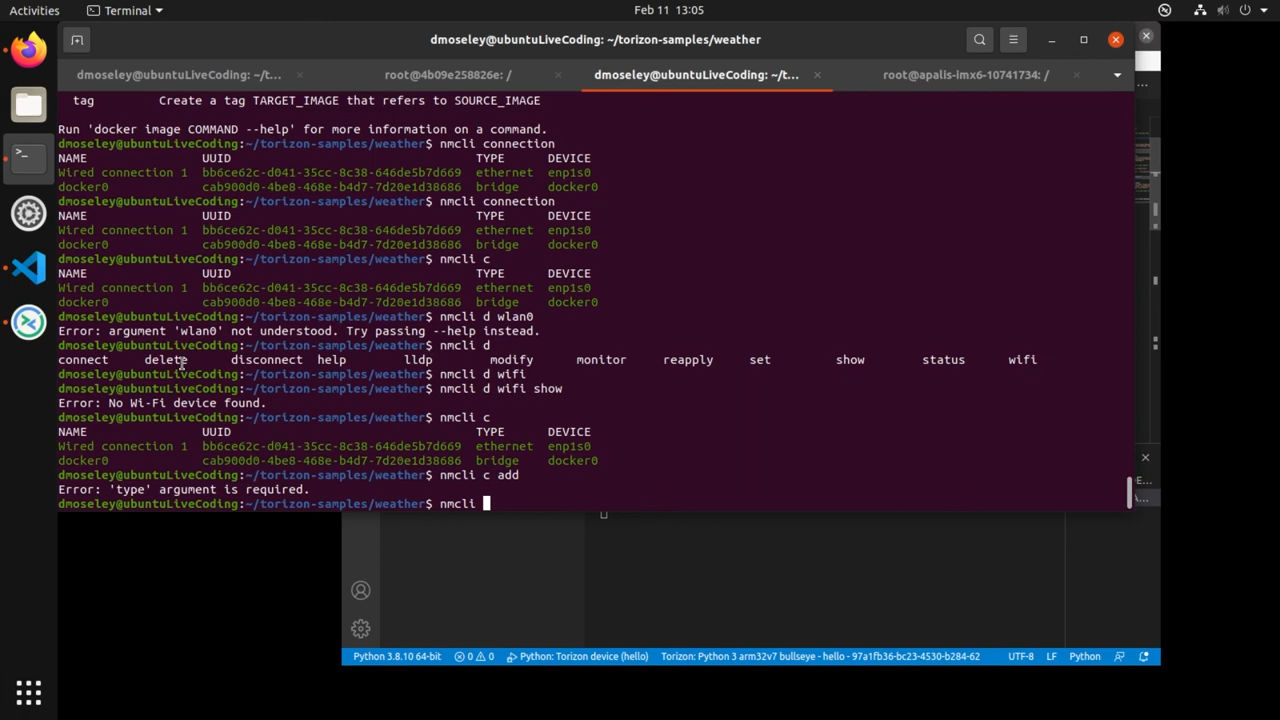 Activities
Terminal
Feb 11 13:05
dmoseley@ubuntuLiveCoding: ~/torizon-samples/weather
dmoseley@ubuntuLiveCoding: ~/t...
root@4b09e258826e: /
dmoseley@ubuntuLiveCoding: ~/t...
root@apalis-imx6-10741734: /
tag Create a tag TARGET_IMAGE that refers to SOURCE_IMAGE
Run 'docker image COMMAND --help' for more information on a command.
dmoseley@ubuntuLiveCoding:~/torizon-samples/weather$ nmcli connection
NAME UUID TYPE DEVICE
Wired connection 1 bb6ce62c-d041-35cc-8c38-646de5b7d669 ethernet enp1s0
docker0 cab900d0-4be8-468e-b4d7-7d20e1d38686 bridge docker0
dmoseley@ubuntuLiveCoding:~/torizon-samples/weather$ nmcli connection
NAME UUID TYPE DEVICE
Wired connection 1 bb6ce62c-d041-35cc-8c38-646de5b7d669 ethernet enp1s0
docker0 cab900d0-4be8-468e-b4d7-7d20e1d38686 bridge docker0
dmoseley@ubuntuLiveCoding:~/torizon-samples/weather$ nmcli c
NAME UUID TYPE DEVICE
Wired connection 1 bb6ce62c-d041-35cc-8c38-646de5b7d669 ethernet enp1s0
docker0 cab900d0-4be8-468e-b4d7-7d20e1d38686 bridge docker0
dmoseley@ubuntuLiveCoding:~/torizon-samples/weather$ nmcli d wlan0
Error: argument 'wlan0' not understood. Try passing --help instead.
dmoseley@ubuntuLiveCoding:~/torizon-samples/weather$ nmcli d
connect delete disconnect help lldp modify monitor reapply set show status wifi
dmoseley@ubuntuLiveCoding:~/torizon-samples/weather$ nmcli d wifi
dmoseley@ubuntuLiveCoding:~/torizon-samples/weather$ nmcli d wifi show
Error: No Wi-Fi device found.
dmoseley@ubuntuLiveCoding:~/torizon-samples/weather$ nmcli c
NAME UUID TYPE DEVICE
Wired connection 1 bb6ce62c-d041-35cc-8c38-646de5b7d669 ethernet enp1s0
docker0 cab900d0-4be8-468e-b4d7-7d20e1d38686 bridge docker0
dmoseley@ubuntuLiveCoding:~/torizon-samples/weather$ nmcli c add
Error: 'type' argument is required.
dmoseley@ubuntuLiveCoding:~/torizon-samples/weather$ nmcli
E...
A...
Python 3.8.10 64-bit 0 0 Python: Torizon device (hello) Torizon: Python 3 arm32v7 bullseye - hello - 97a1fb36-bc23-4530-b284-62 UTF-8 LF Python